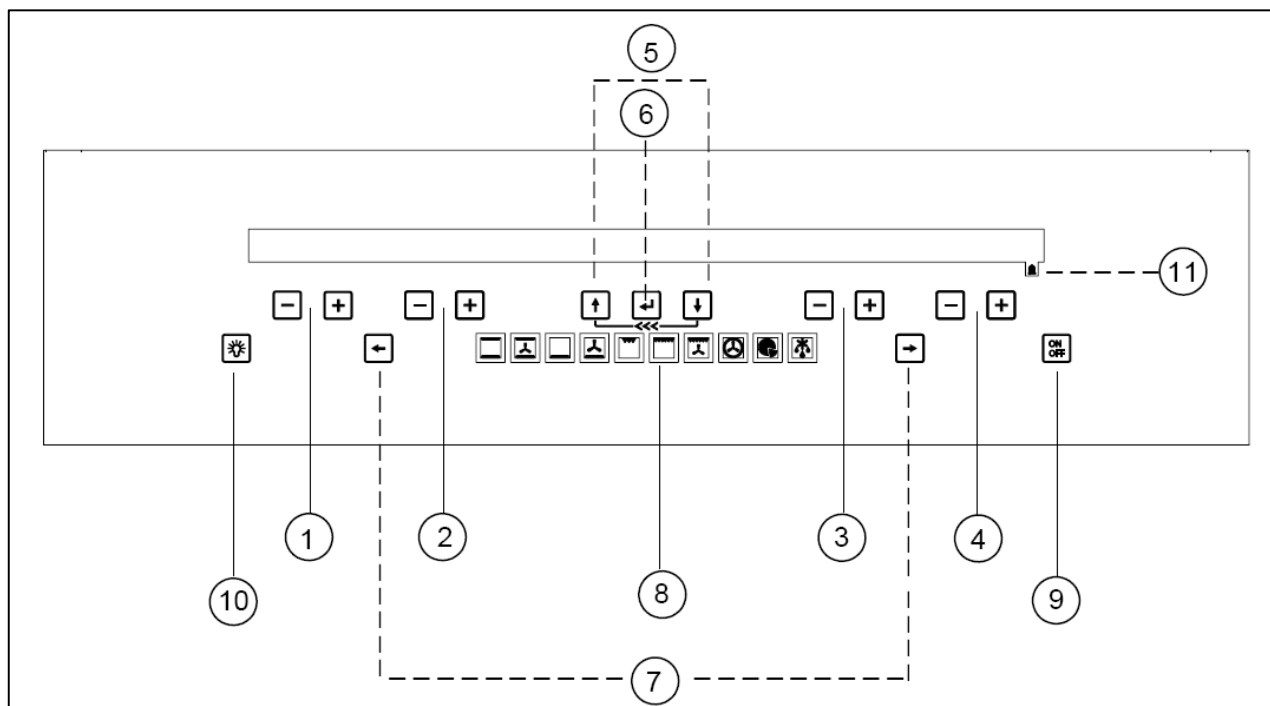 5
6
11
- + - + ↑ ↵ ↓ - + - +
<<<
← → ON
OFF
1 2 3 4
10 8 9
7